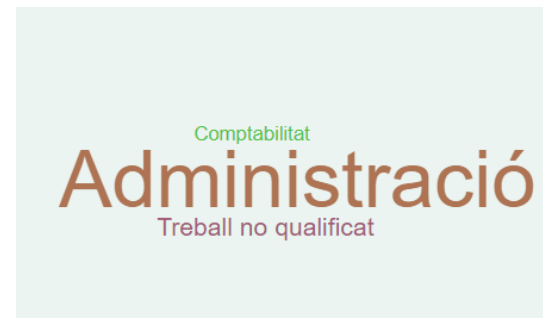 Comptabilitat
Administració
Treball no qualificat